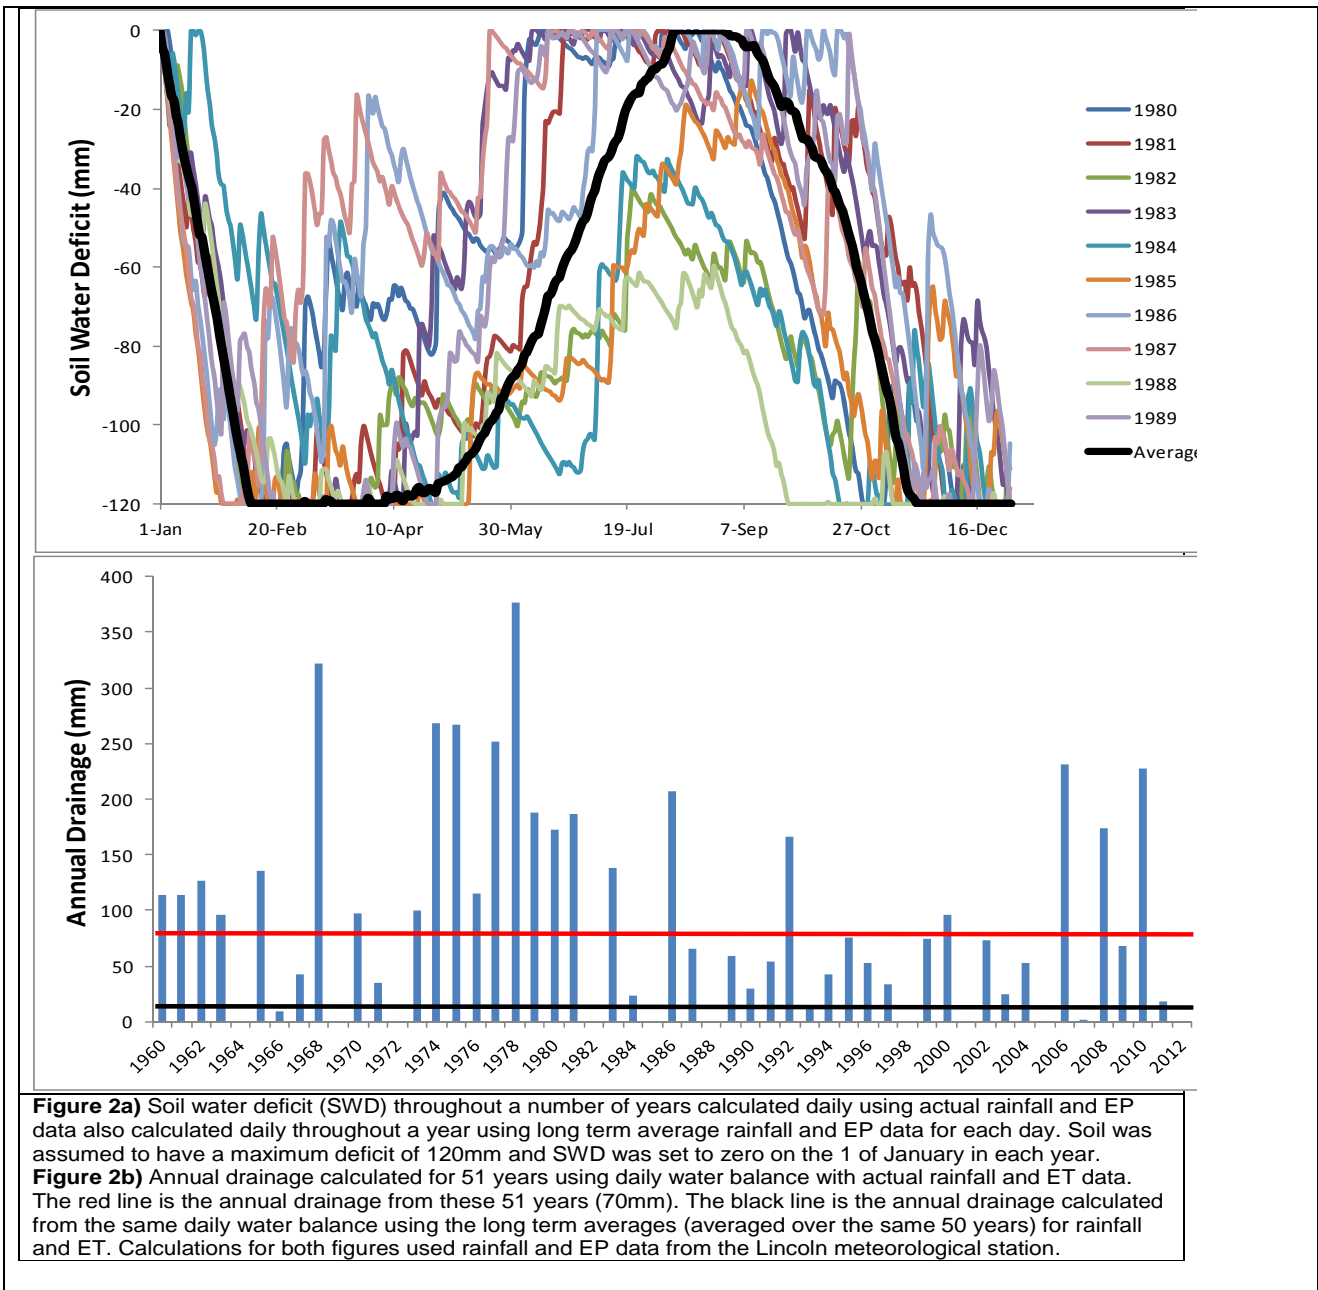 Soil Water Deficit (mm)
0
-20
-40
-60
-80
-100
-120
1-Jan 20-Feb 10-Apr 30-May 19-Jul 7-Sep 27-Oct 16-Dec
1980
1981
1982
1983
1984
1985
1986
1987
1988
1989
Average
Annual Drainage (mm)
400
350
300
250
200
150
100
50
0
1960 1962 1964 1966 1968 1970 1972 1974 1976 1978 1980 1982 1984 1986 1988 1990 1992 1994 1996 1998 2000 2002 2004 2006 2008 2010 2012
Figure 2a) Soil water deficit (SWD) throughout a number of years calculated daily using actual rainfall and EP
data also calculated daily throughout a year using long term average rainfall and EP data for each day. Soil was
assumed to have a maximum deficit of 120mm and SWD was set to zero on the 1 of January in each year.
Figure 2b) Annual drainage calculated for 51 years using daily water balance with actual rainfall and ET data.
The red line is the annual drainage from these 51 years (70mm). The black line is the annual drainage calculated
from the same daily water balance using the long term averages (averaged over the same 50 years) for rainfall
and ET. Calculations for both figures used rainfall and EP data from the Lincoln meteorological station.